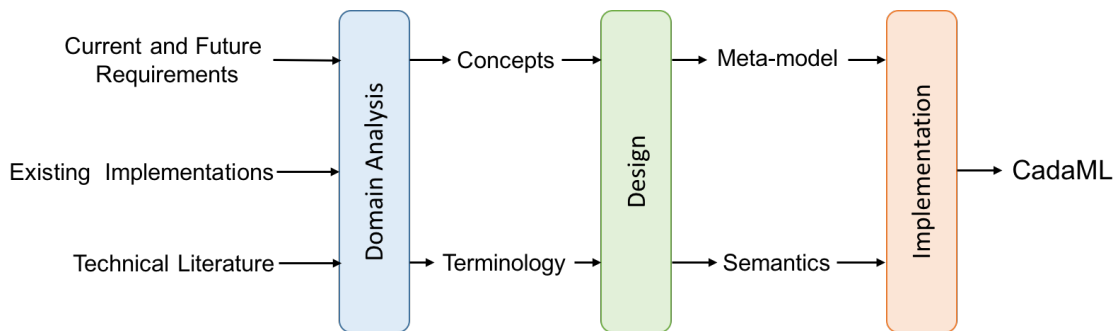 Current and Future
Requirements
Existing Implementations
Technical Literature
Domain Analysis
Concepts
Terminology
Design
Meta-model
Semantics
Implementation
CadaML